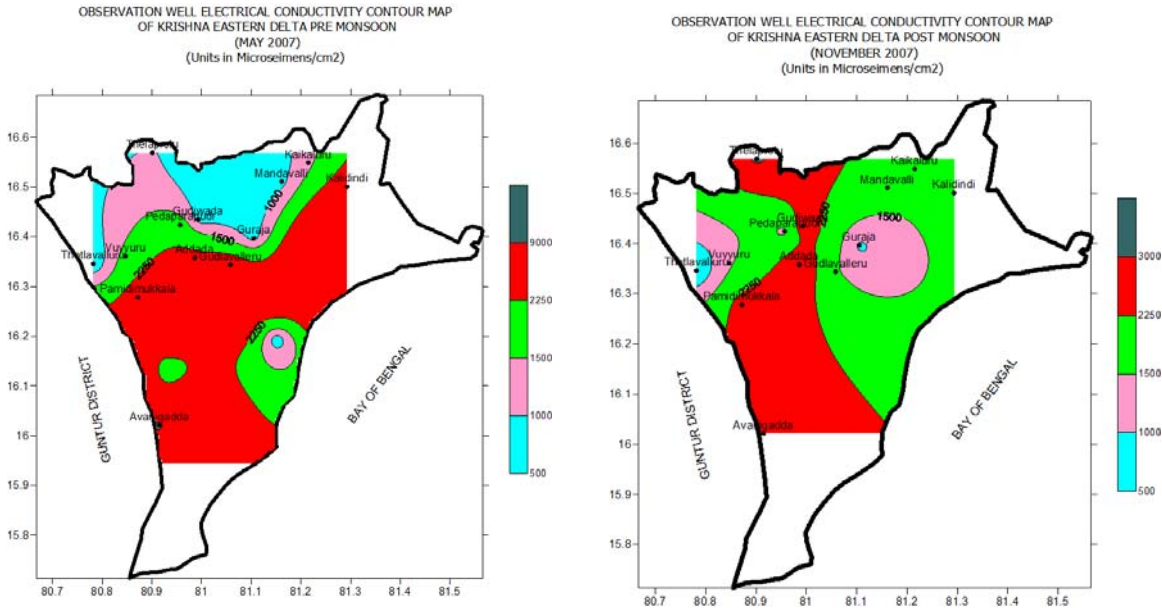 OBSERVATION WELL ELECTRICAL CONDUCTIVITY CONTOUR MAP
OF KRISHNA EASTERN DELTA PRE MONSOON
(MAY 2007)
(Units in Microseimens/cm2)
16.6
16.5
16.4
16.3
16.2
16.1
16
15.9
15.8
80.7
80.8
80.9
81
81.1
81.2
81.3
81.4
81.5
Kaikaluru
Mandavalli
Kalidindi
1000
Gudiwada
Guraja
1500
Vuyyuru
Addada
Gudlavalleru
2250
Pamidimukkala
2250
Avanigadda
GUNTUR DISTRICT
BAY OF BENGAL
9000
2250
1500
1000
500
OBSERVATION WELL ELECTRICAL CONDUCTIVITY CONTOUR MAP
OF KRISHNA EASTERN DELTA POST MONSOON
(NOVEMBER 2007)
(Units in Microseimens/cm2)
16.6
16.5
16.4
16.3
16.2
16.1
16
15.9
15.8
80.7
80.8
80.9
81
81.1
81.2
81.3
81.4
81.5
Kaikaluru
Mandavalli
Kalidindi
2250
1500
Guraja
Vuyyuru
Addada
Gudlavalleru
2250
Pamidimukkala
Avanigadda
GUNTUR DISTRICT
BAY OF BENGAL
3000
2250
1500
1000
500